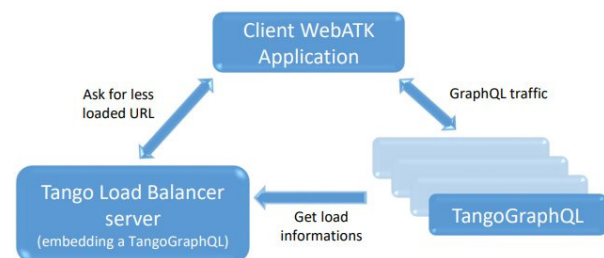 Client WebATK
Application
Ask for less
loaded URL
GraphQL traffic
Tango Load Balancer
server
(embedding a TangoGraphQL)
Get load
informations
TangoGraphQL